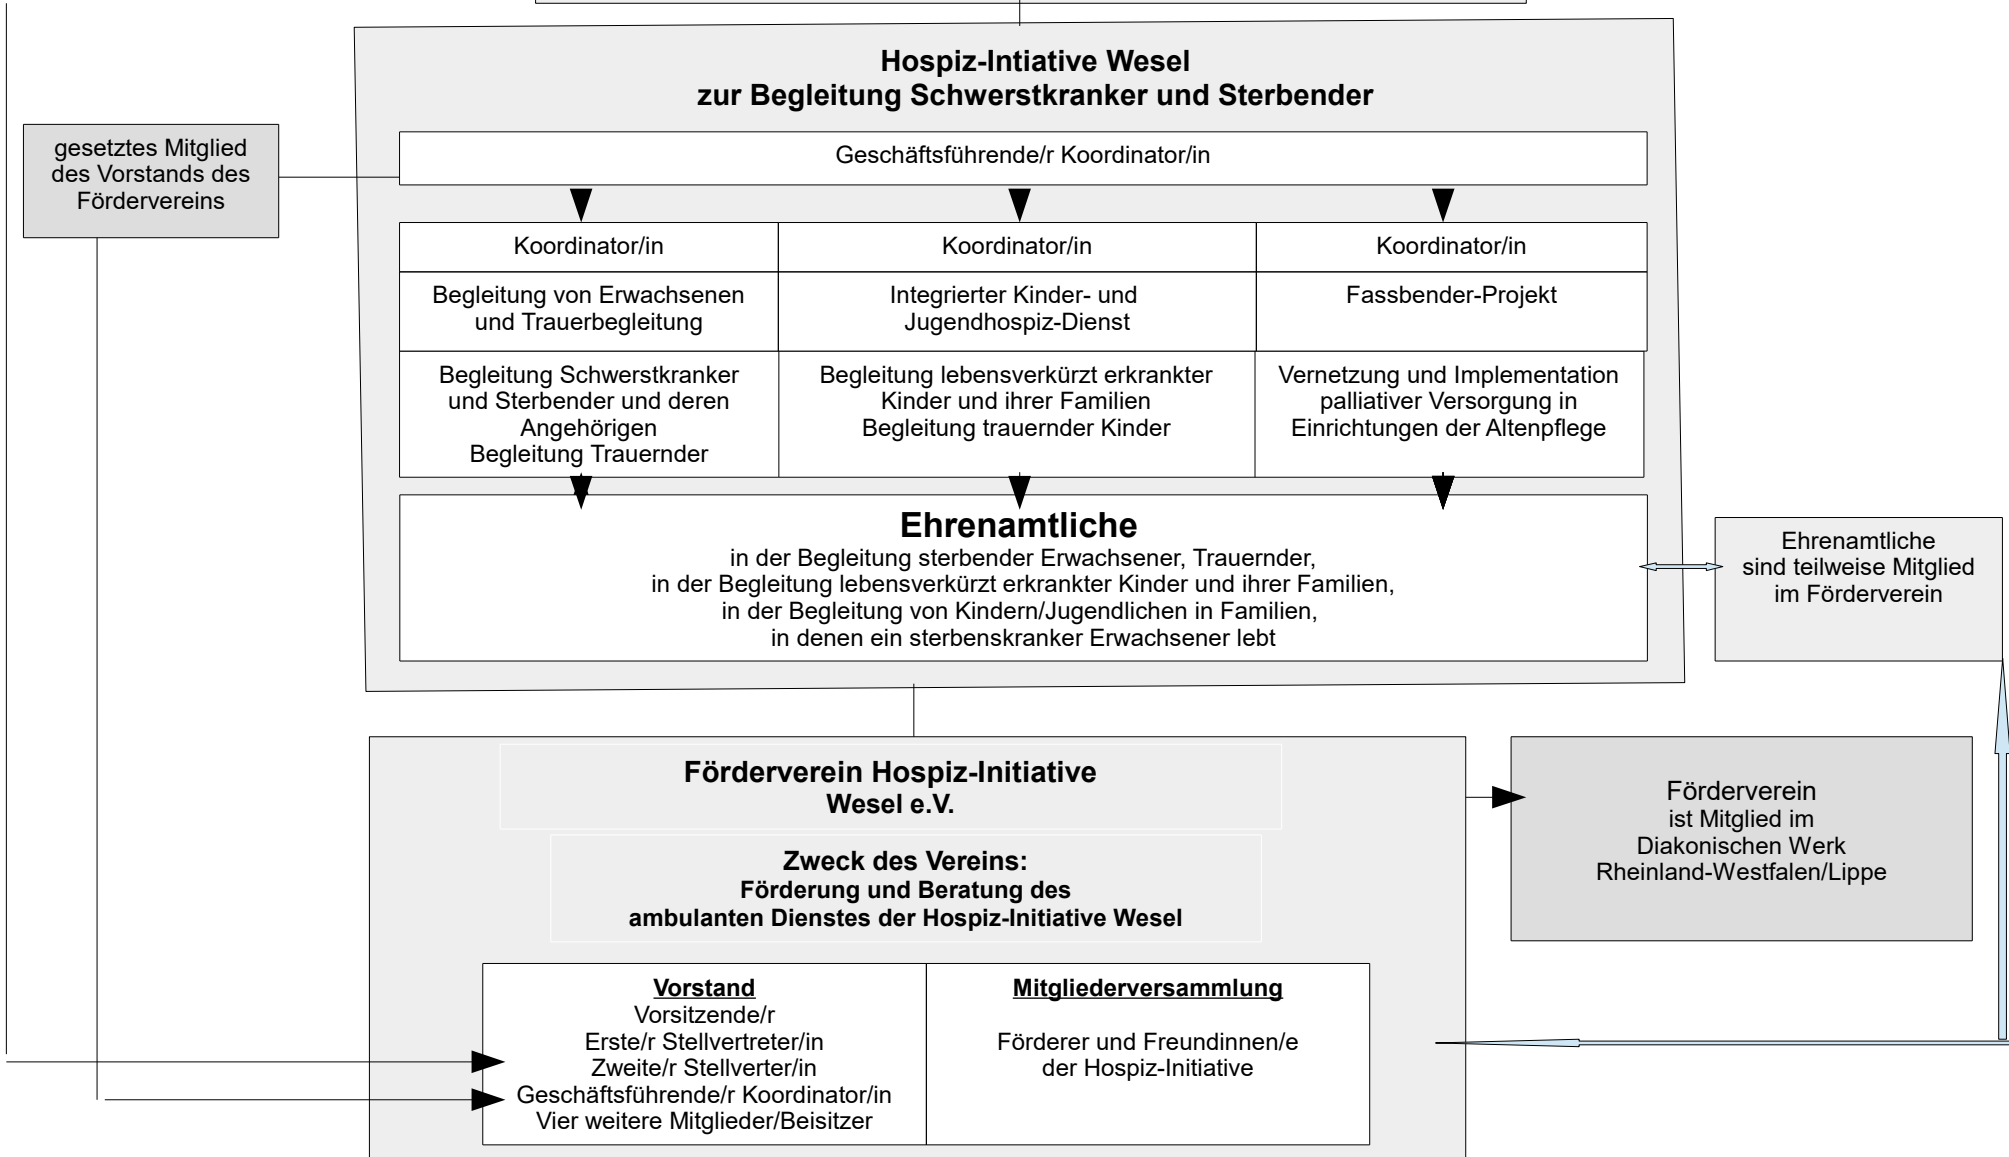 Hospiz-Intiative Wesel
zur Begleitung Schwerstkranker und Sterbender
gesetztes Mitglied
des Vorstands des
Fördervereins
Geschäftsführende/r Koordinator/in
Koordinator/in
Begleitung von Erwachsenen
und Trauerbegleitung
Begleitung Schwerstkranker
und Sterbender und deren
Angehörigen
Begleitung Trauernder
Koordinator/in
Integrierter Kinder- und
Jugendhospiz-Dienst
Begleitung lebensverkürzt erkrankter
Kinder und ihrer Familien
Begleitung trauernder Kinder
Koordinator/in
Fassbender-Projekt
Vernetzung und Implementation
palliativer Versorgung in
Einrichtungen der Altenpflege
Ehrenamtliche
in der Begleitung sterbender Erwachsener, Trauernder,
in der Begleitung lebensverkürzt erkrankter Kinder und ihrer Familien,
in der Begleitung von Kindern/Jugendlichen in Familien,
in denen ein sterbenskranker Erwachsener lebt
Ehrenamtliche
sind teilweise Mitglied
im Förderverein
Förderverein Hospiz-Initiative
Wesel e.V.
Zweck des Vereins:
Förderung und Beratung des
ambulanten Dienstes der Hospiz-Initiative Wesel
Förderverein
ist Mitglied im
Diakonischen Werk
Rheinland-Westfalen/Lippe
Vorstand
Vorsitzende/r
Erste/r Stellvertreter/in
Zweite/r Stellverter/in
Geschäftsführende/r Koordinator/in
Vier weitere Mitglieder/Beisitzer
Mitgliederversammlung
Förderer und Freundinnen/e
der Hospiz-Initiative